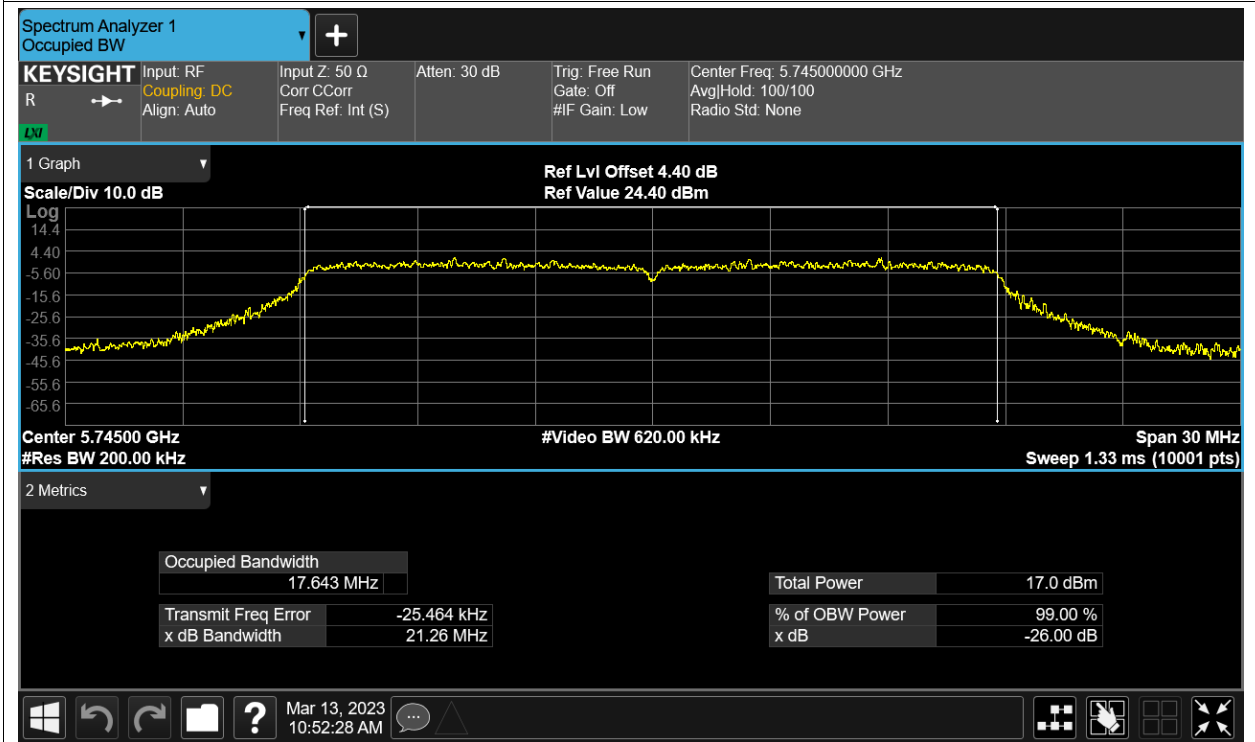 Spectrum Analyzer 1
Occupied BW
▼
+
KEYSIGHT
R
LXI
Input: RF
Coupling: DC
Align: Auto
Input Z: 50 Ω
Corr CCorr
Freq Ref: Int (S)
Atten: 30 dB
Trig: Free Run
Gate: Off
#IF Gain: Low
Center Freq: 5.745000000 GHz
Avg|Hold: 100/100
Radio Std: None
1 Graph ▼
Scale/Div 10.0 dB
Ref Lvl Offset 4.40 dB
Ref Value 24.40 dBm
Log
14.4
4.40
-5.60
-15.6
-25.6
-35.6
-45.6
-55.6
-65.6
Center 5.74500 GHz
#Res BW 200.00 kHz
#Video BW 620.00 kHz
Span 30 MHz
Sweep 1.33 ms (10001 pts)
2 Metrics ▼
Occupied Bandwidth
17.643 MHz
Transmit Freq Error -25.464 kHz
x dB Bandwidth 21.26 MHz
Total Power 17.0 dBm
% of OBW Power 99.00 %
x dB -26.00 dB
?
Mar 13, 2023
10:52:28 AM